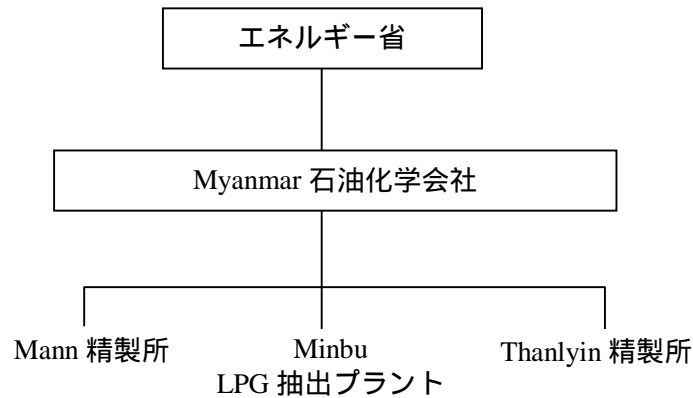 エネルギー省
Myanmar 石油化学会社
Mann 精製所
Minbu
LPG 抽出プラント
Thanlyin 精製所